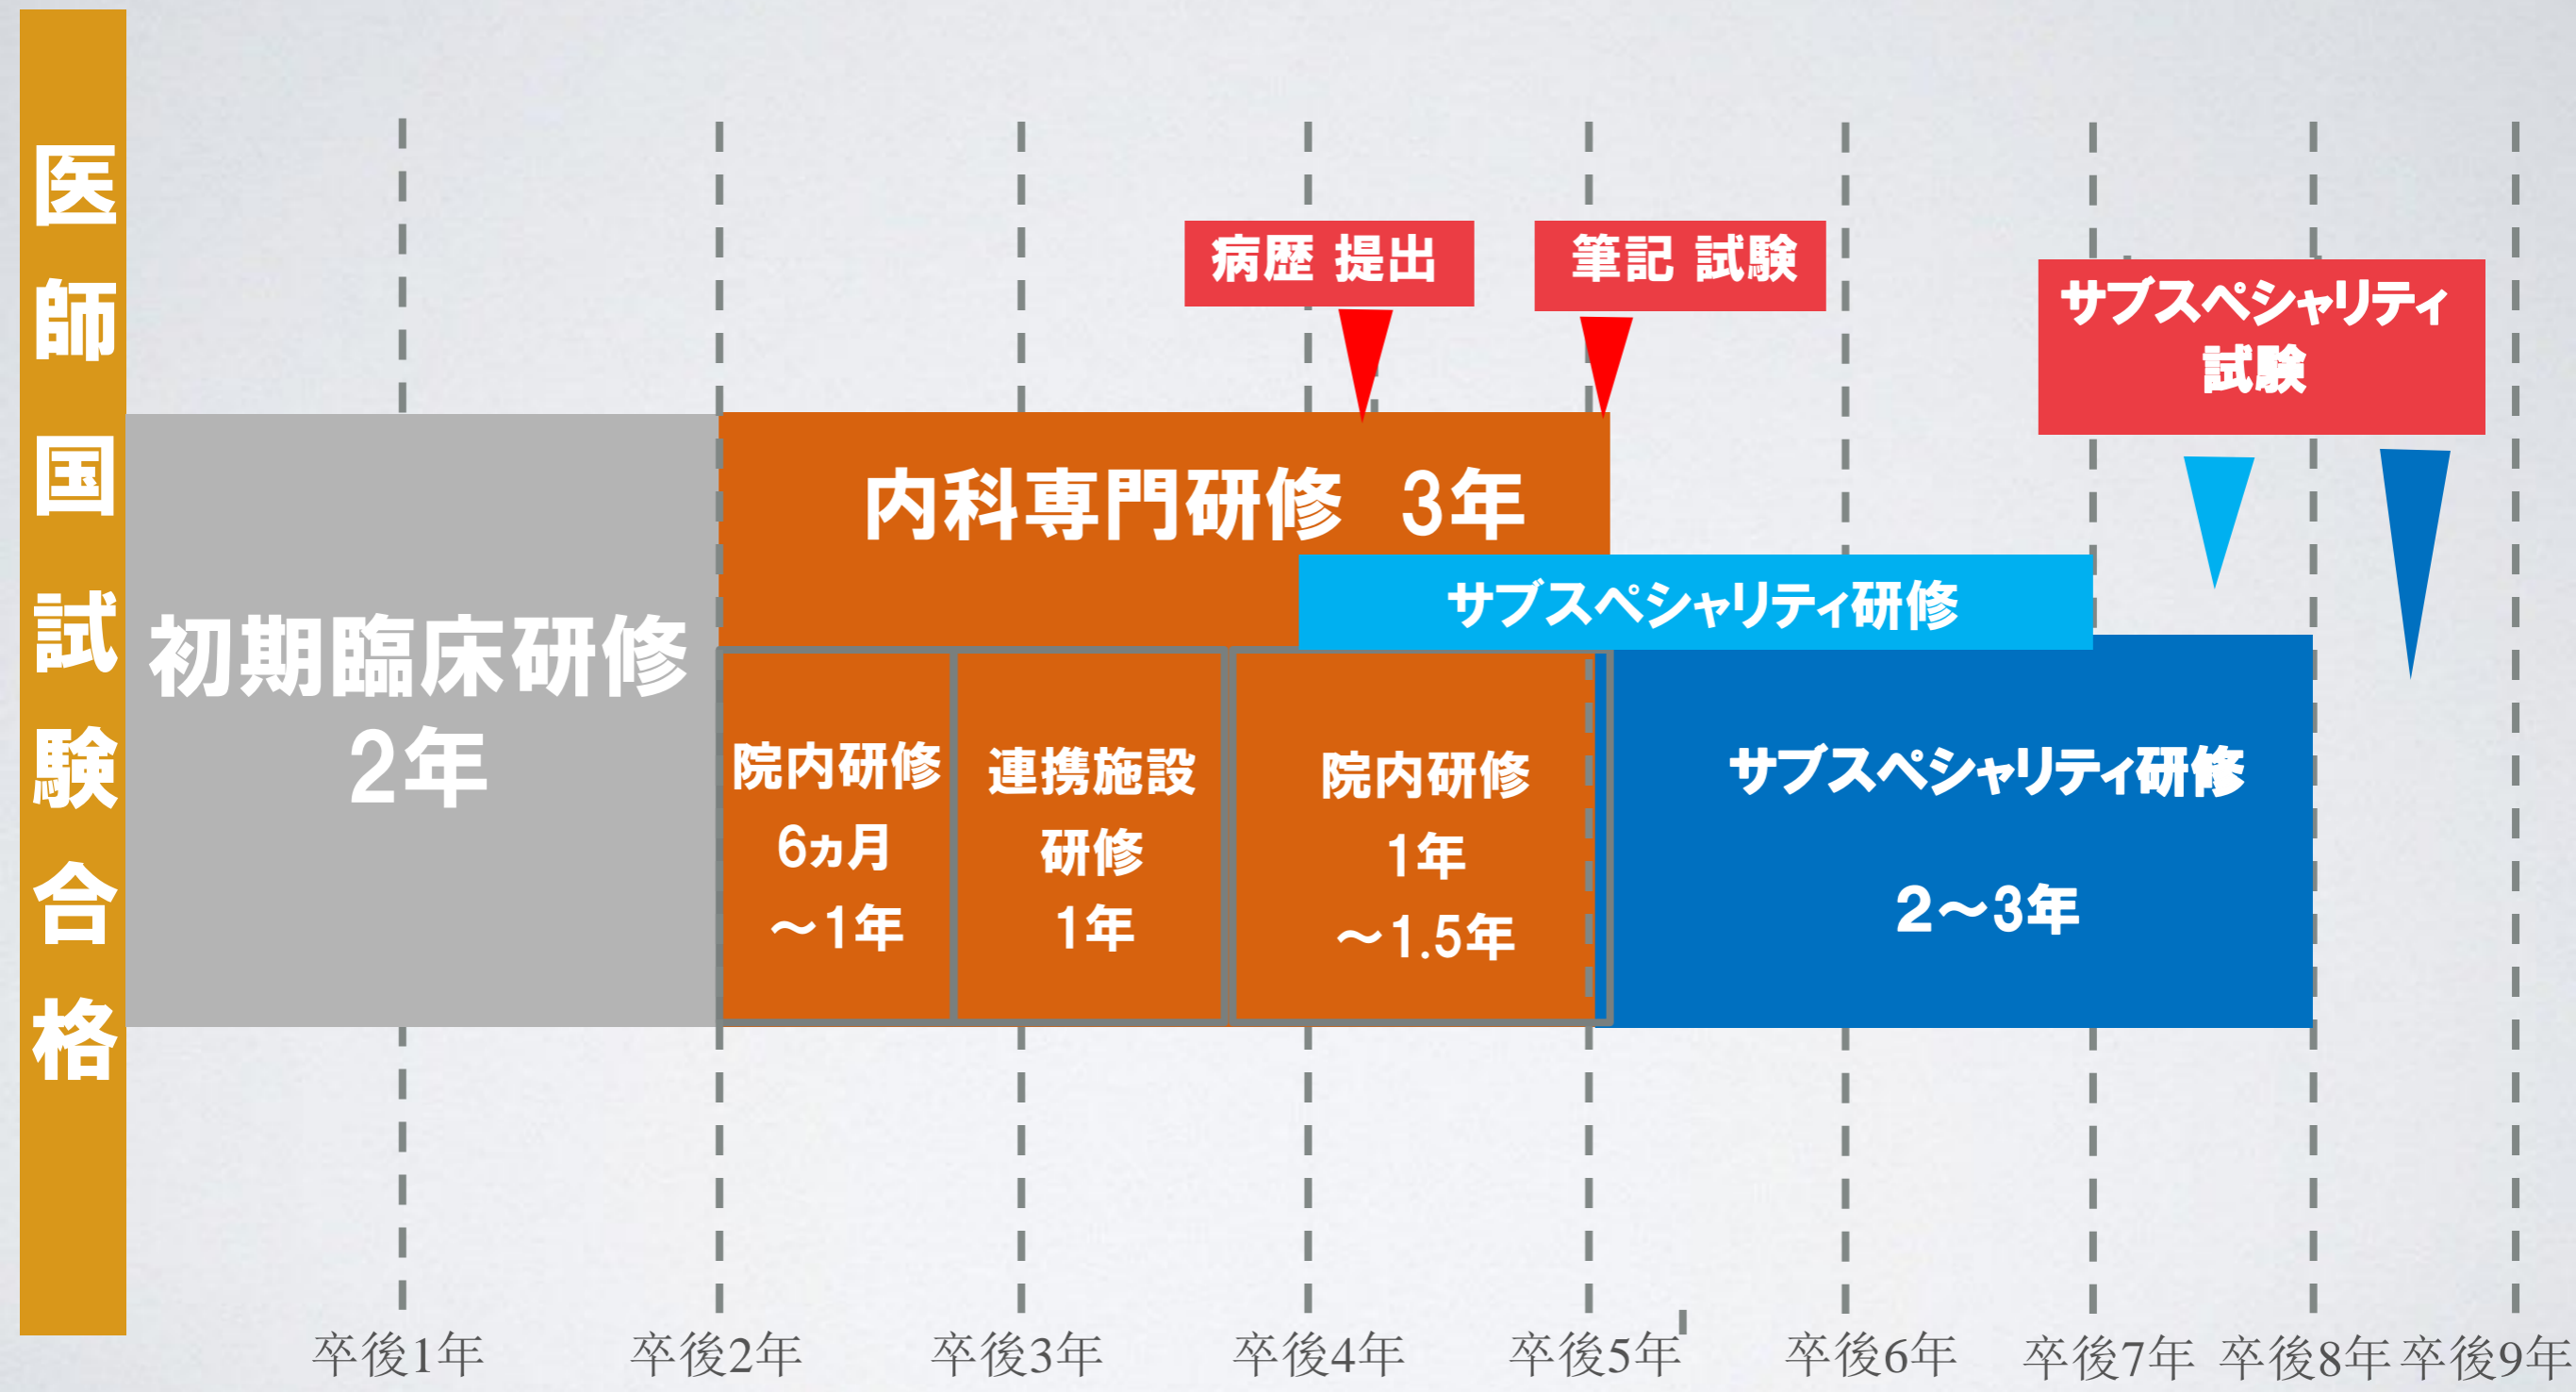 医師国試験合格
病歴 提出
筆記 試験
サブスペシャリティ
試験
内科専門研修　3年
サブスペシャリティ研修
初期臨床研修
2年
院内研修
6ヵ月
～1年
連携施設
研修
1年
院内研修
1年
～1.5年
サブスペシャリティ研修
２～3年
卒後1年
卒後2年
卒後3年
卒後4年
卒後5年
卒後6年
卒後7年
卒後8年
卒後9年